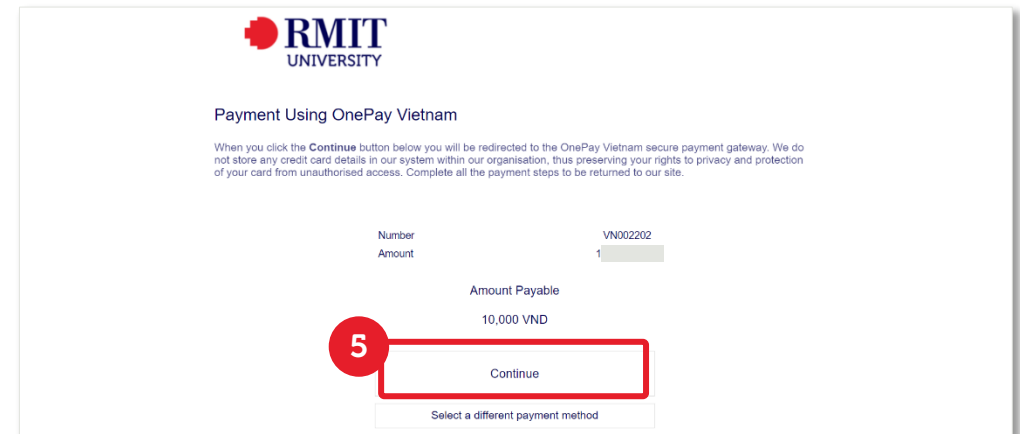 RMIT
UNIVERSITY
Payment Using OnePay Vietnam
When you click the Continue button below you will be redirected to the OnePay Vietnam secure payment gateway. We do
not store any credit card details in our system within our organisation, thus preserving your rights to privacy and protection
of your card from unauthorised access. Complete all the payment steps to be returned to our site.
Number VN002202
Amount 1
Amount Payable
10,000 VND
5
Continue
Select a different payment method